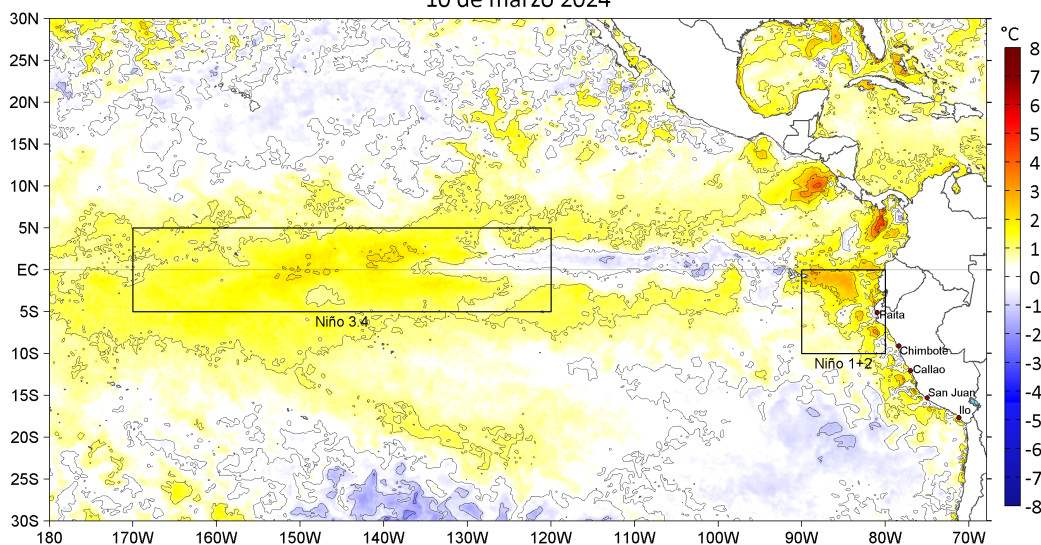 10 de marzo 2024
°C
30N
25N
20N
15N
10N
5N
EC
5S
10S
15S
20S
25S
30S
180
170W
160W
150W
140W
130W
120W
110W
100W
90W
80W
70W
Niño 3.4
Niño 1+2
Paita
Chimbote
Callao
San Juan
Ilo
8
7
6
5
4
3
2
1
0
-1
-2
-3
-4
-5
-6
-7
-8